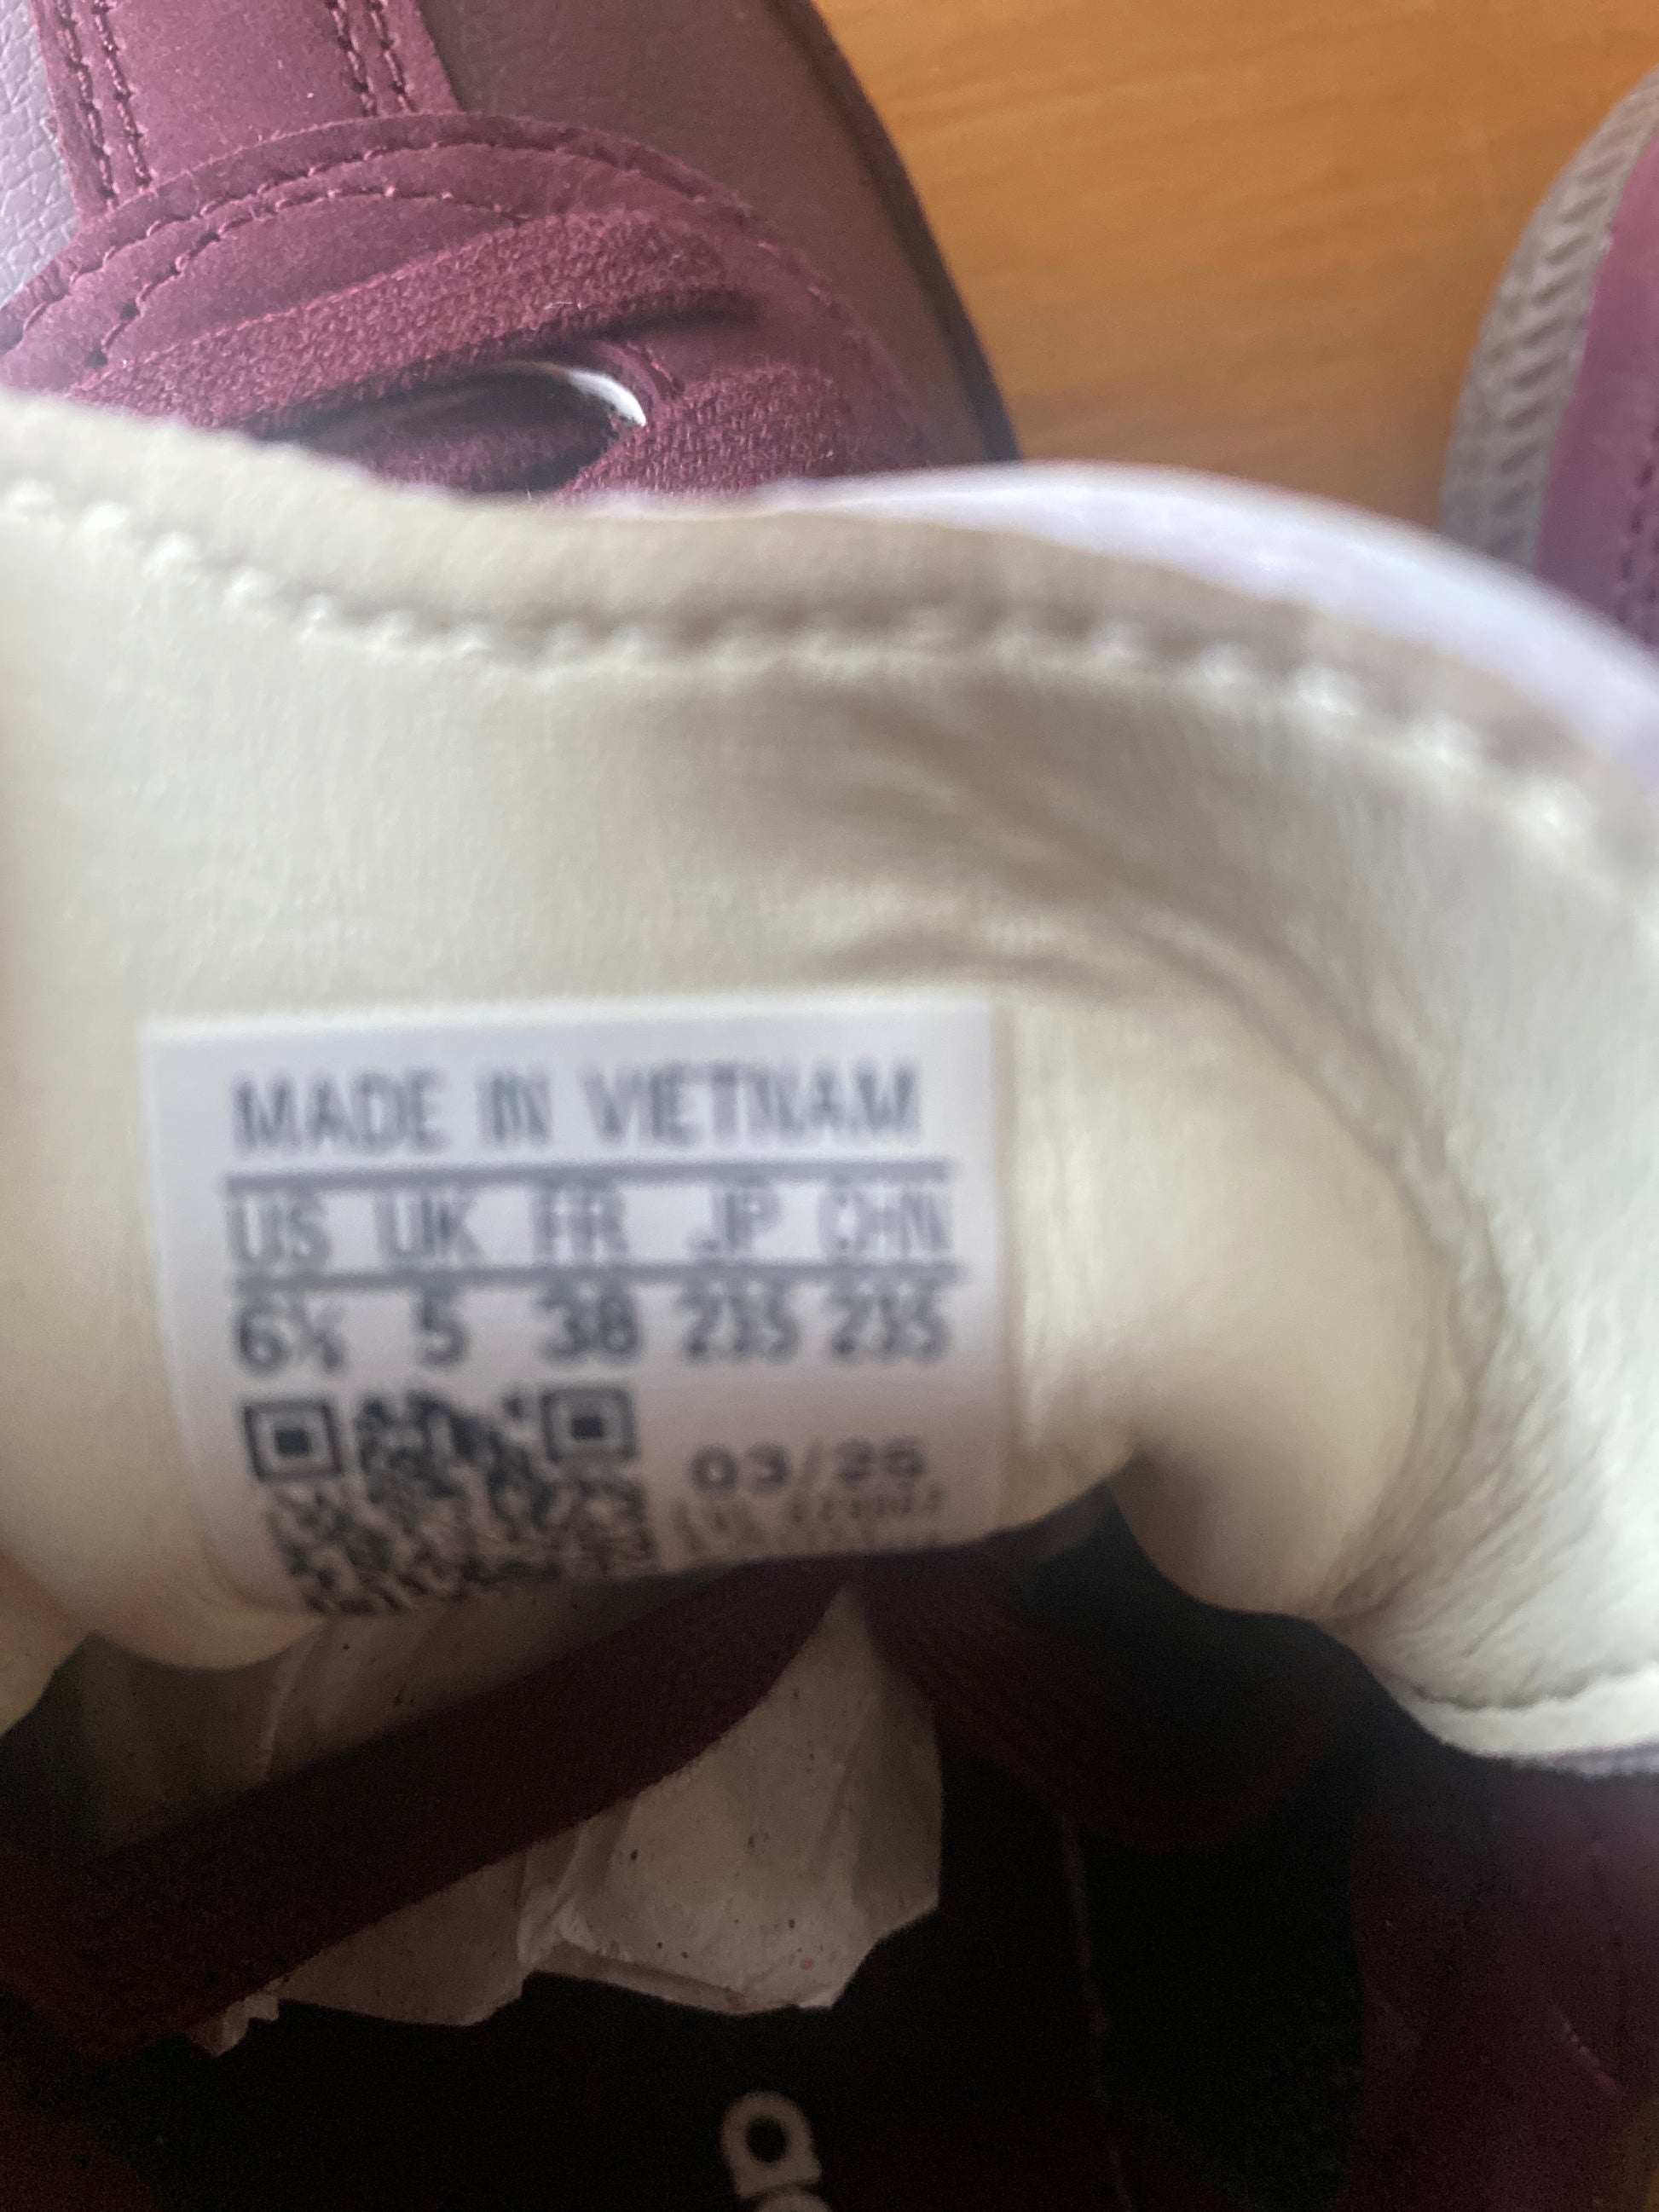 MADE IN VIETNAM
US UK FR JP CHN
6½ 5 38 235 235
03/25